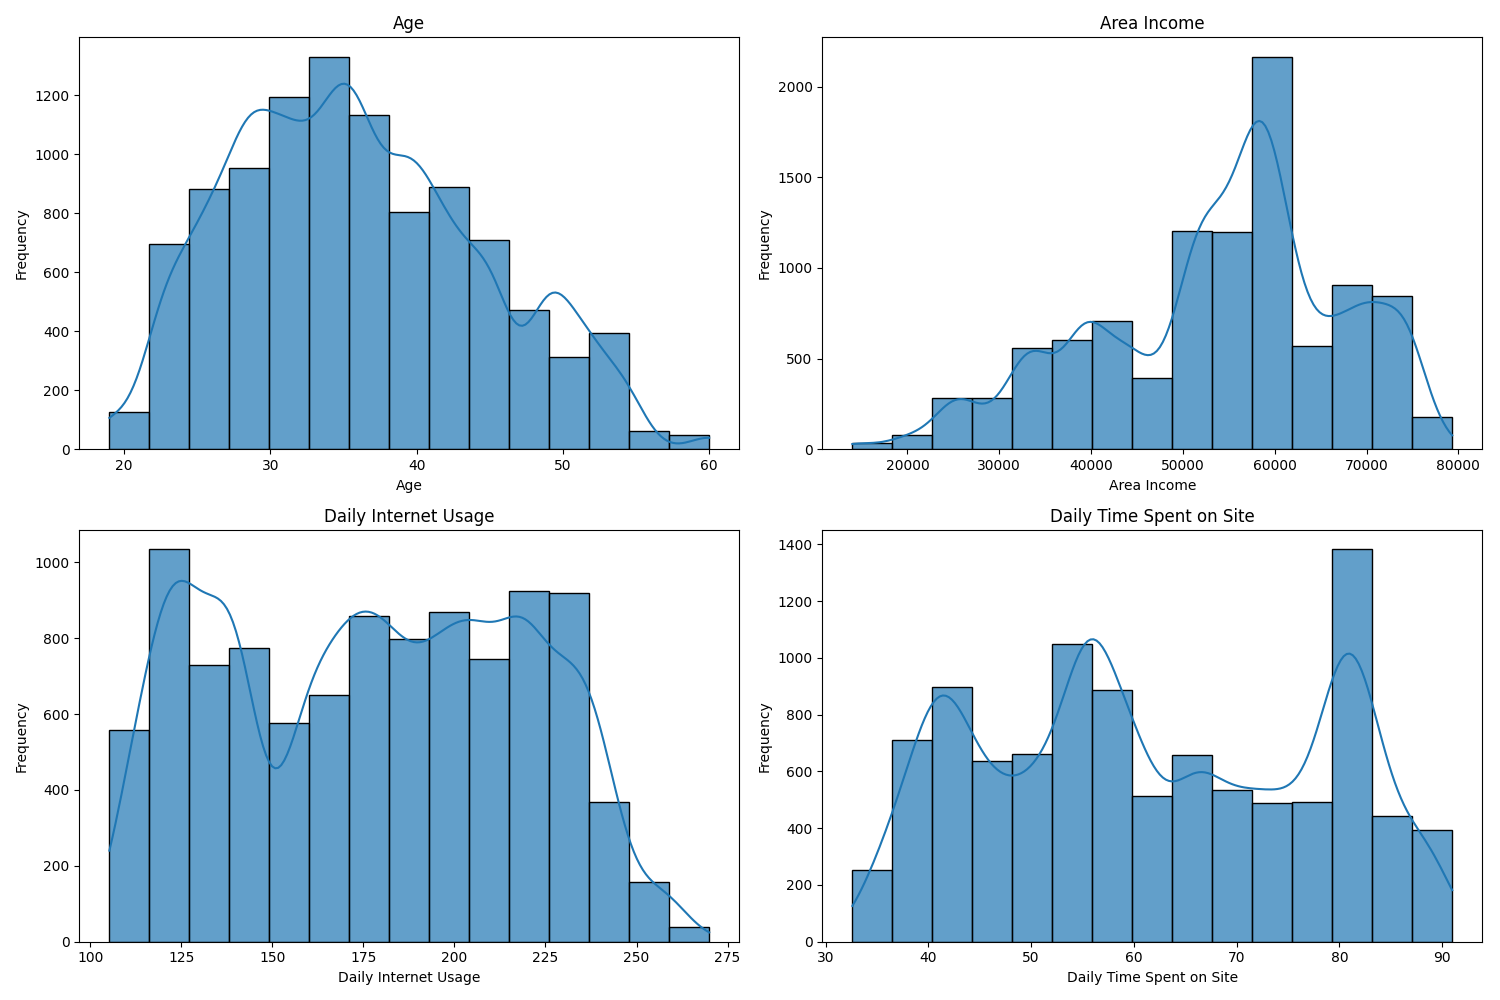 Age
Frequency
1200
1000
800
600
400
200
0
20 30 40 50 60
Age
Area Income
Frequency
2000
1500
1000
500
0
20000 30000 40000 50000 60000 70000 80000
Area Income
Daily Internet Usage
Frequency
1000
800
600
400
200
0
100 125 150 175 200 225 250 275
Daily Internet Usage
Daily Time Spent on Site
Frequency
1400
1200
1000
800
600
400
200
0
30 40 50 60 70 80 90
Daily Time Spent on Site